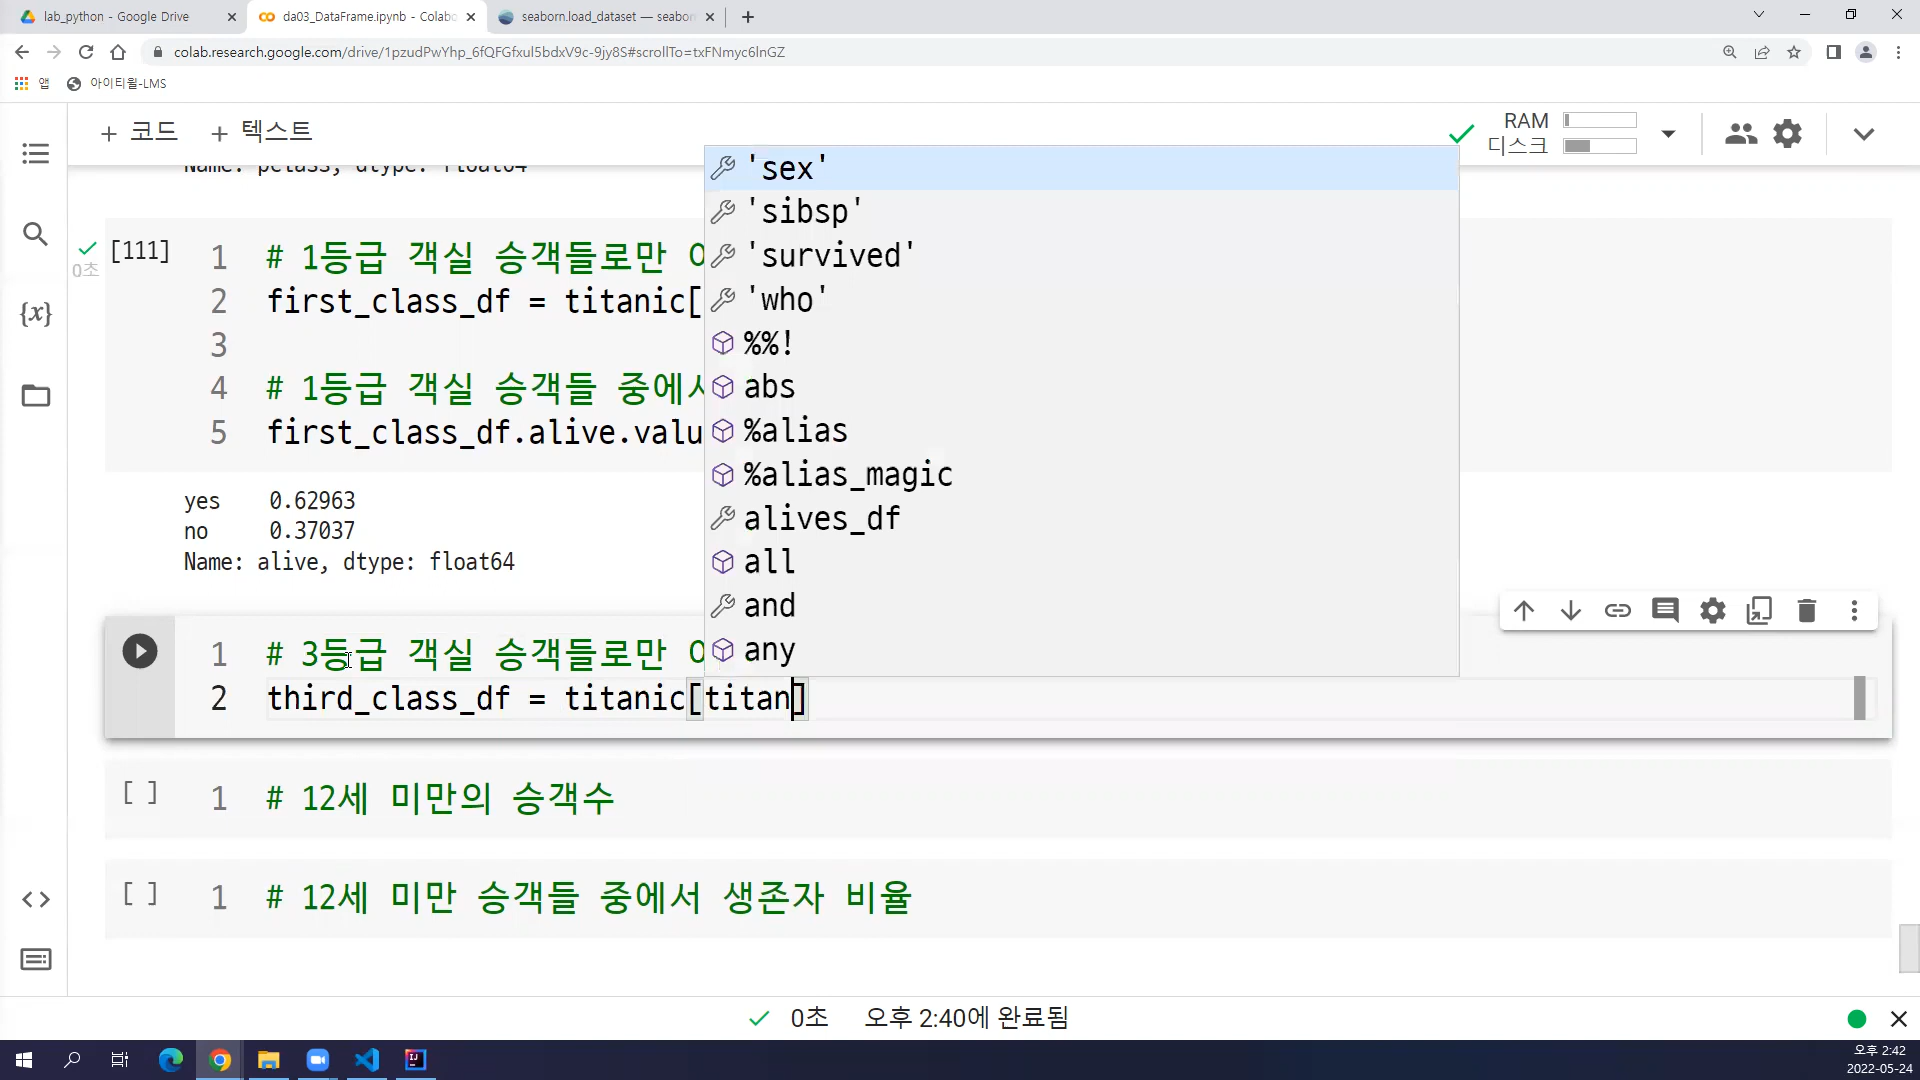 lab_python - Google Drive
da03_DataFrame.ipynb - Colabo
seaborn.load_dataset — seabor
colab.research.google.com/drive/1pzudPwYhp_6fQFGfxul5bdxV9c-9jy8S#scrollTo=txFNmyc6lnGZ
앱 아이티윌-LMS
+ 코드 + 텍스트
RAM
디스크
Name: pclass, dtype: float64
[111]
0초
1 # 1등급 객실 승객들로만 이
2 first_class_df = titanic[
3
4 # 1등급 객실 승객들 중에서
5 first_class_df.alive.valu
'sex'
'sibsp'
'survived'
'who'
%%!
abs
%alias
%alias_magic
alives_df
all
and
any
yes 0.62963
no 0.37037
Name: alive, dtype: float64
1 # 3등급 객실 승객들로만 이
2 third_class_df = titanic[titan]
[ ] 1 # 12세 미만의 승객수
[ ] 1 # 12세 미만 승객들 중에서 생존자 비율
0초 오후 2:40에 완료됨
오후 2:42
2022-05-24